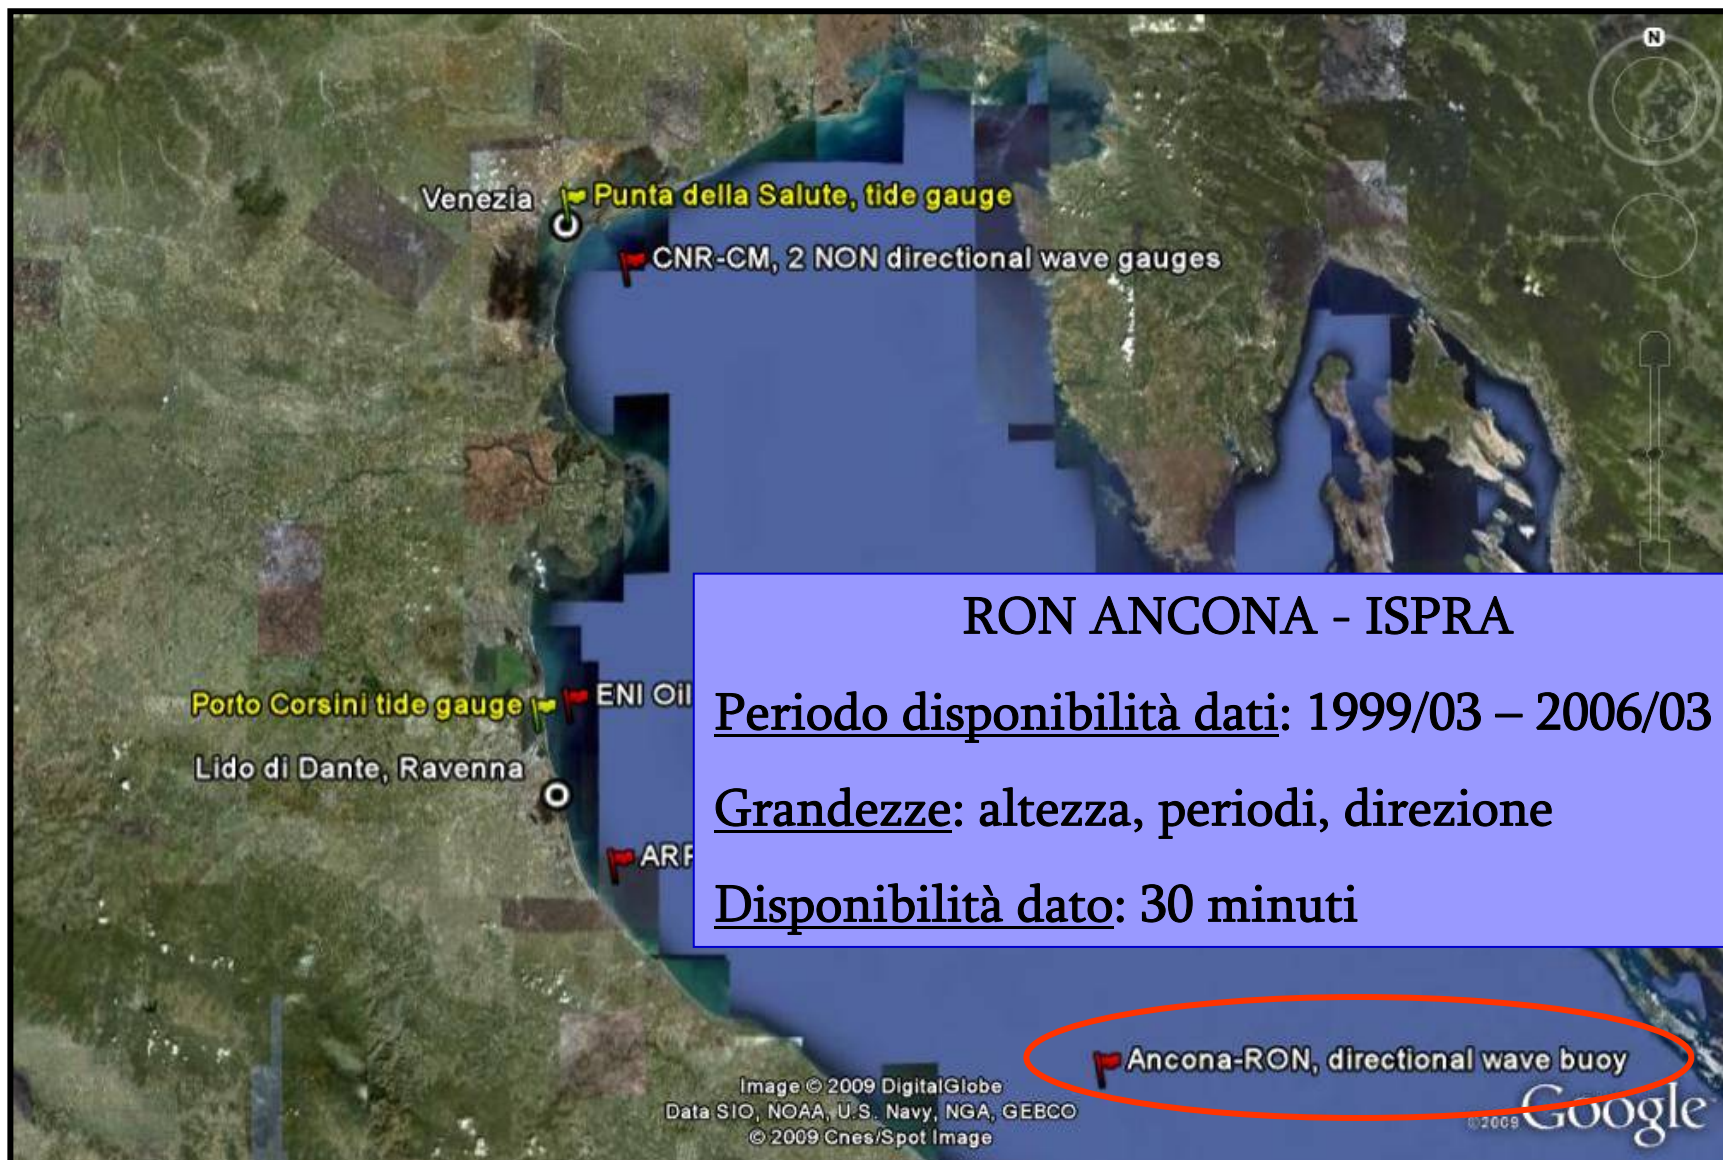 N
Venezia
Punta della Salute, tide gauge
CNR-CM, 2 NON directional wave gauges
RON ANCONA - ISPRA
Periodo disponibilità dati: 1999/03 – 2006/03
Grandezze: altezza, periodi, direzione
Disponibilità dato: 30 minuti
Porto Corsini tide gauge
ENI Oil
Lido di Dante, Ravenna
ARP
Ancona-RON, directional wave buoy
Image © 2009 DigitalGlobe
Data SIO, NOAA, U.S. Navy, NGA, GEBCO
© 2009 Cnes/Spot Image
©2009 Google